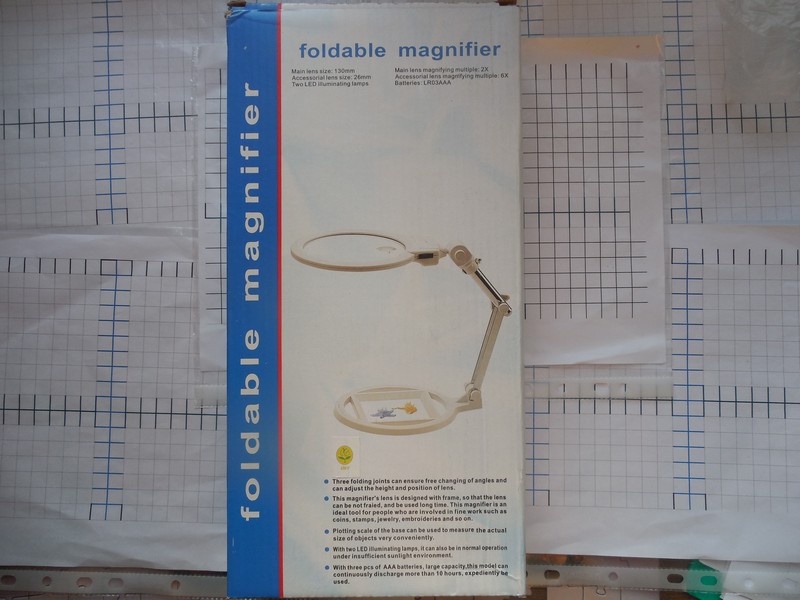 foldable magnifier
foldable magnifier
Main lens size: 130mm
Accessorial lens size: 26mm
Two LED illuminating lamps
Main lens magnifying multiple: 2X
Accessorial lens magnifying multiple: 6X
Batteries: LR03AAA
Three folding joints can ensure free changing of angles and
can adjust the height and position of lens.
This magnifier's lens is designed with frame, so that the lens
can be not fraied, and be used long time. This magnifier is an
ideal tool for people who are involved in fine work such as
coins, stamps, jewelry, embroideries and so on.
Plotting scale of the base can be used to measure the actual
size of objects very conveniently.
With two LED illuminating lamps, it can also be in normal operation
under insufficient sunlight environment.
With three pcs of AAA batteries, large capacity,this model can
continuously discharge more than 10 hours, expediently be
used.